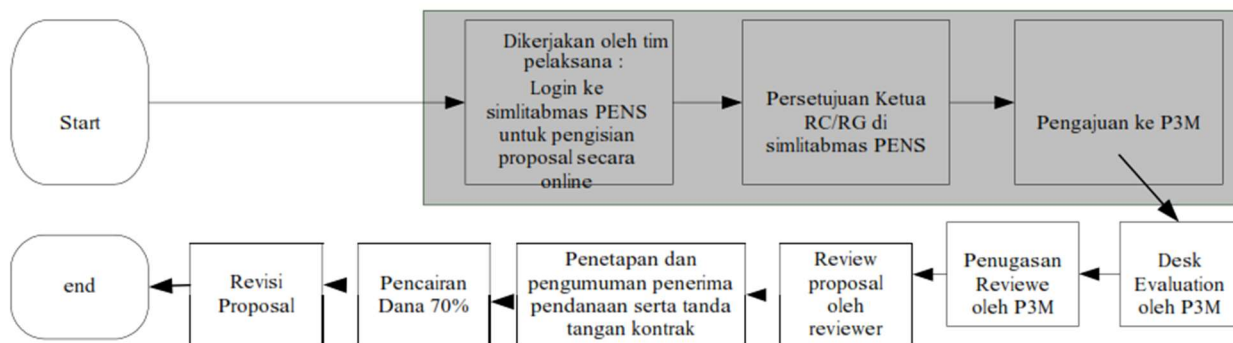 Start
Dikerjakan oleh tim
pelaksana :
Login ke
simlitabmas PENS
untuk pengisian
proposal secara
online
Persetujuan Ketua
RC/RG di
simlitabmas PENS
Pengajuan ke P3M
Desk
Evaluation
oleh P3M
Penugasan
Reviewe
oleh P3M
Review
proposal
oleh
reviewer
Penetapan dan
pengumuman penerima
pendanaan serta tanda
tangan kontrak
Pencairan
Dana 70%
Revisi
Proposal
end